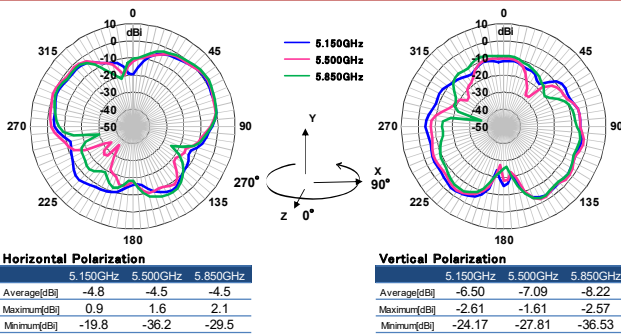 0
10
0
dBi
-10
-20
-30
-40
-50
45
90
135
180
225
270
315
5.150GHz
5.500GHz
5.850GHz
Y
X
90°
270°
Z 0°
0
10
0
dBi
-10
-20
-30
-40
-50
45
90
135
180
225
270
315
Horizontal Polarization
5.150GHz 5.500GHz 5.850GHz
Average[dBi] -4.8 -4.5 -4.5
Maximum[dBi] 0.9 1.6 2.1
Minimum[dBi] -19.8 -36.2 -29.5
Vertical Polarization
5.150GHz 5.500GHz 5.850GHz
Average[dBi] -6.50 -7.09 -8.22
Maximum[dBi] -2.61 -1.61 -2.57
Minimum[dBi] -24.17 -27.81 -36.53